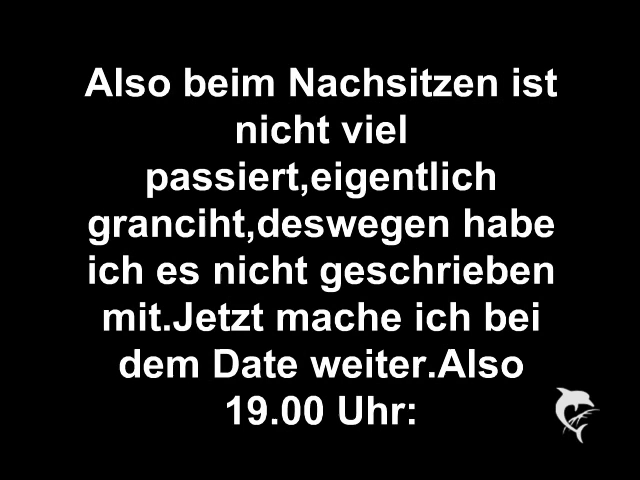 Also beim Nachsitzen ist
nicht viel
passiert,eigentlich
granciht,deswegen habe
ich es nicht geschrieben
mit.Jetzt mache ich bei
dem Date weiter.Also
19.00 Uhr: